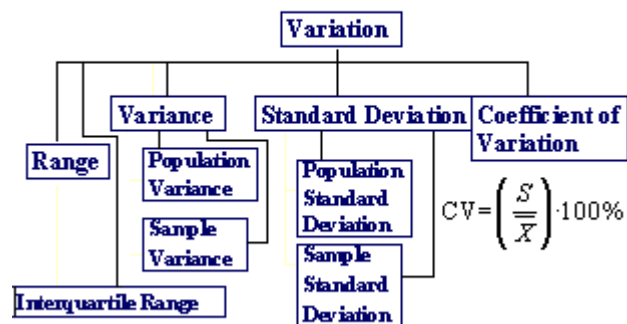 Variation
Variance
Standard Deviation
Coefficient of
Variation
Range
Population
Variance
Population
Standard
Deviation
CV=(S/X̅)·100%
Sample
Variance
Sample
Standard
Deviation
Interquartile Range